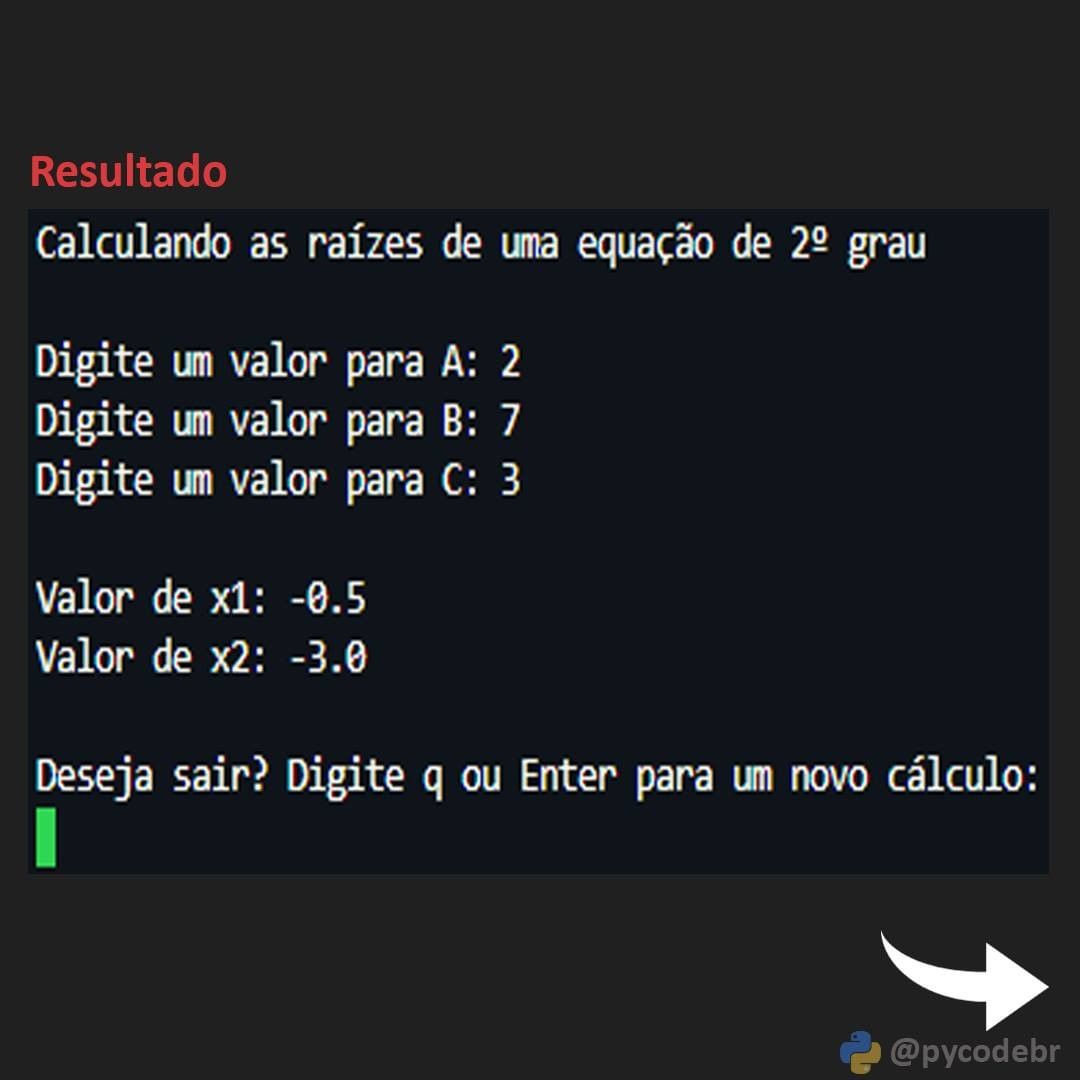 Resultado
Calculando as raízes de uma equação de 2º grau
Digite um valor para A: 2
Digite um valor para B: 7
Digite um valor para C: 3
Valor de x1: -0.5
Valor de x2: -3.0
Deseja sair? Digite q ou Enter para um novo cálculo:
@pycodebr